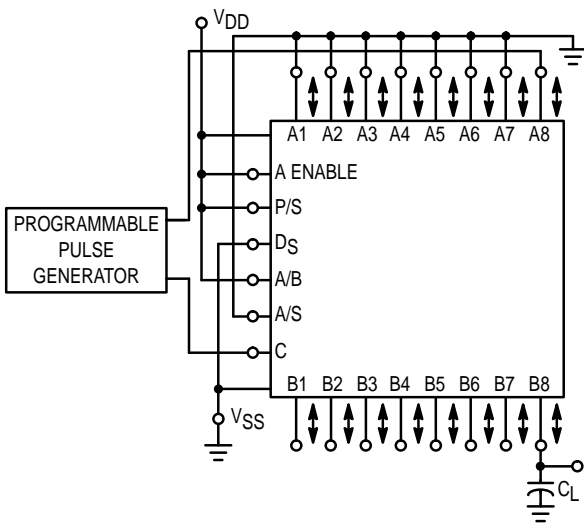 VDD
A1 A2 A3 A4 A5 A6 A7 A8
A ENABLE
P/S
DS
A/B
A/S
C
PROGRAMMABLE
PULSE
GENERATOR
B1 B2 B3 B4 B5 B6 B7 B8
VSS
CL